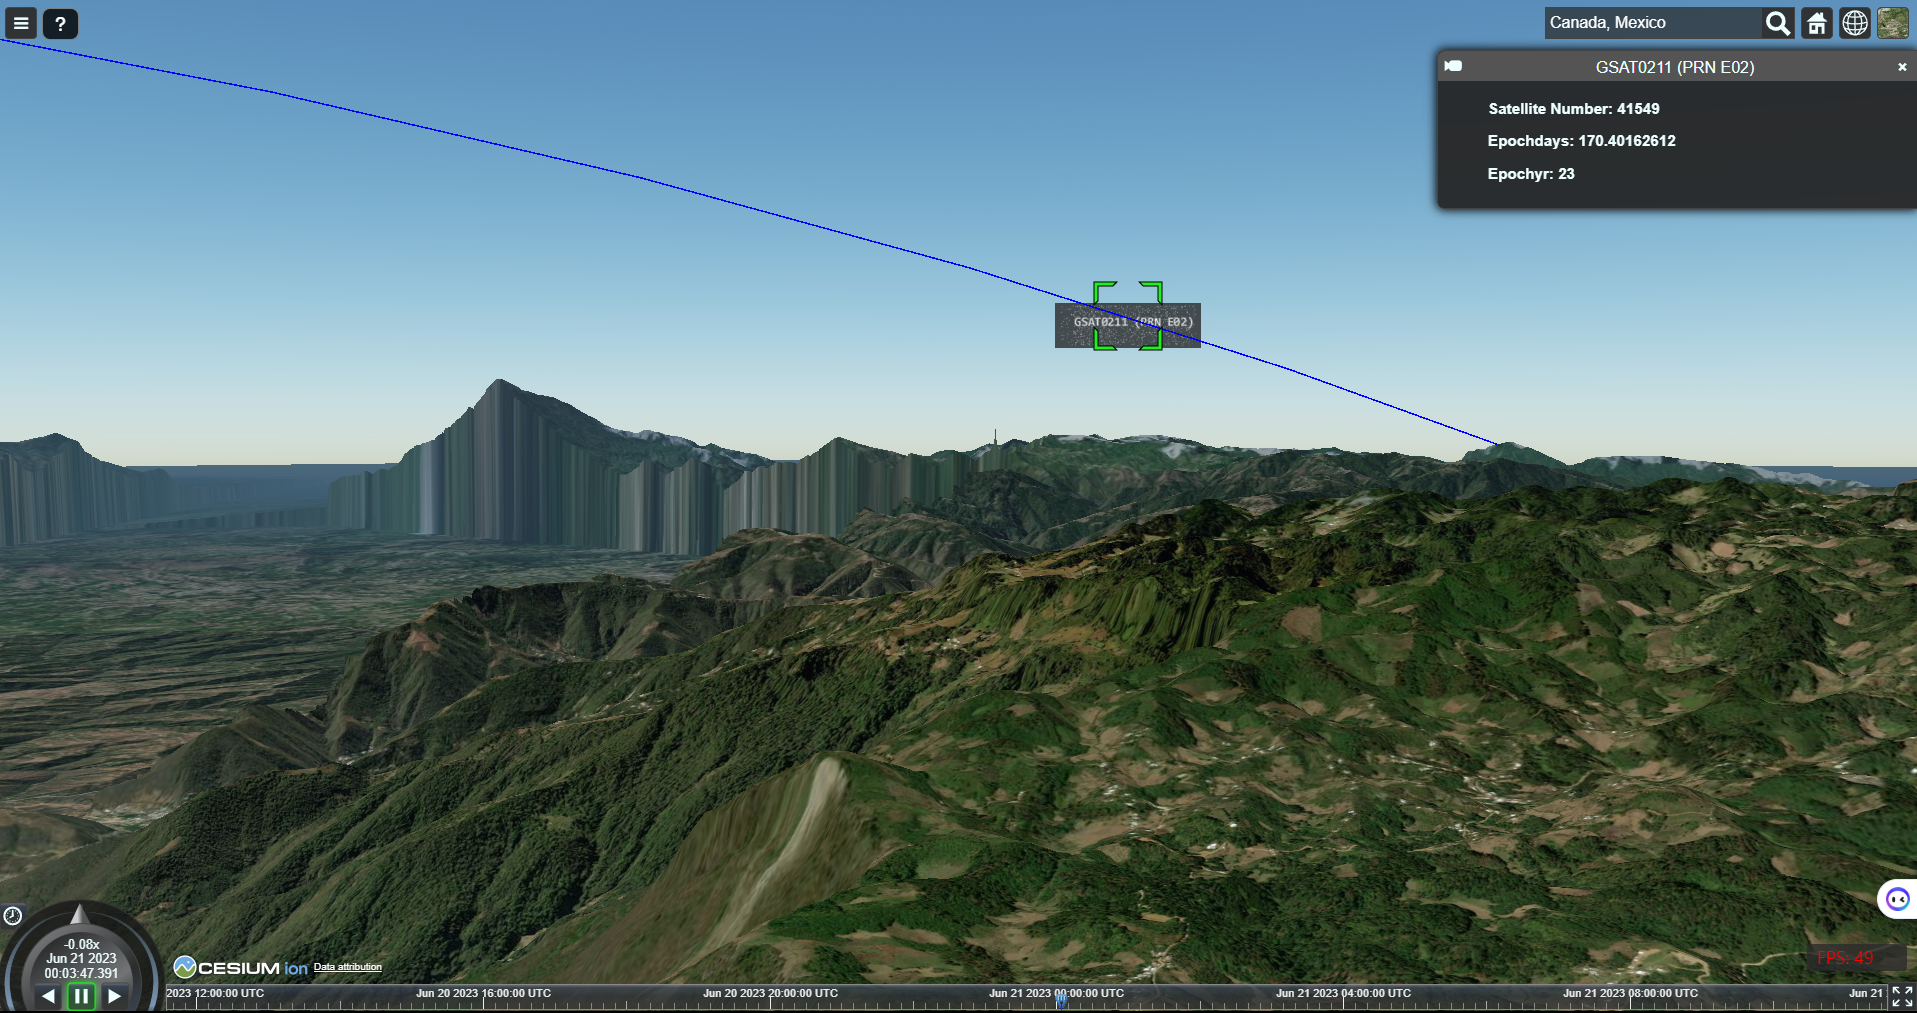 ?
Canada, Mexico
GSAT0211 (PRN E02)
Satellite Number: 41549
Epochdays: 170.40162612
Epochyr: 23
GSAT0211 (PRN E02)
-0.08x
Jun 21 2023
00:03:47.391
CESIUM ion Data attribution
FPS: 49
2023 12:00:00 UTC
Jun 20 2023 16:00:00 UTC
Jun 20 2023 20:00:00 UTC
Jun 21 2023 00:00:00 UTC
Jun 21 2023 04:00:00 UTC
Jun 21 2023 08:00:00 UTC
Jun 21